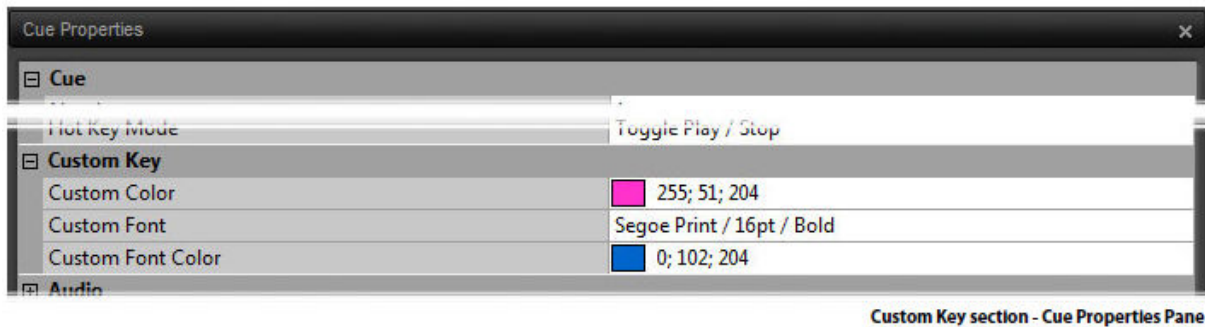 Cue Properties
Cue
Hot Key Mode Toggle Play / Stop
Custom Key
Custom Color 255; 51; 204
Custom Font Segoe Print / 16pt / Bold
Custom Font Color 0; 102; 204
Audio
Custom Key section - Cue Properties Pane